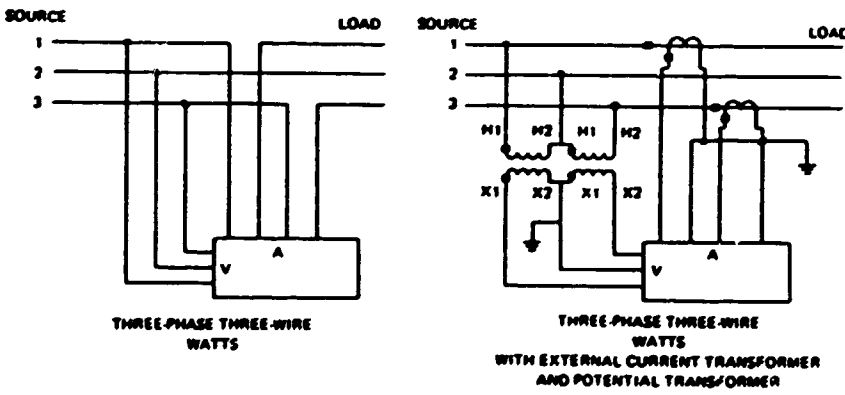 SOURCE
LOAD
1
2
3
V
A
THREE-PHASE THREE-WIRE
WATTS
SOURCE
LOAD
1
2
3
H1 H2 H1 H2
X1 X2 X1 X2
V
A
THREE-PHASE THREE-WIRE
WATTS
WITH EXTERNAL CURRENT TRANSFORMER
AND POTENTIAL TRANSFORMER